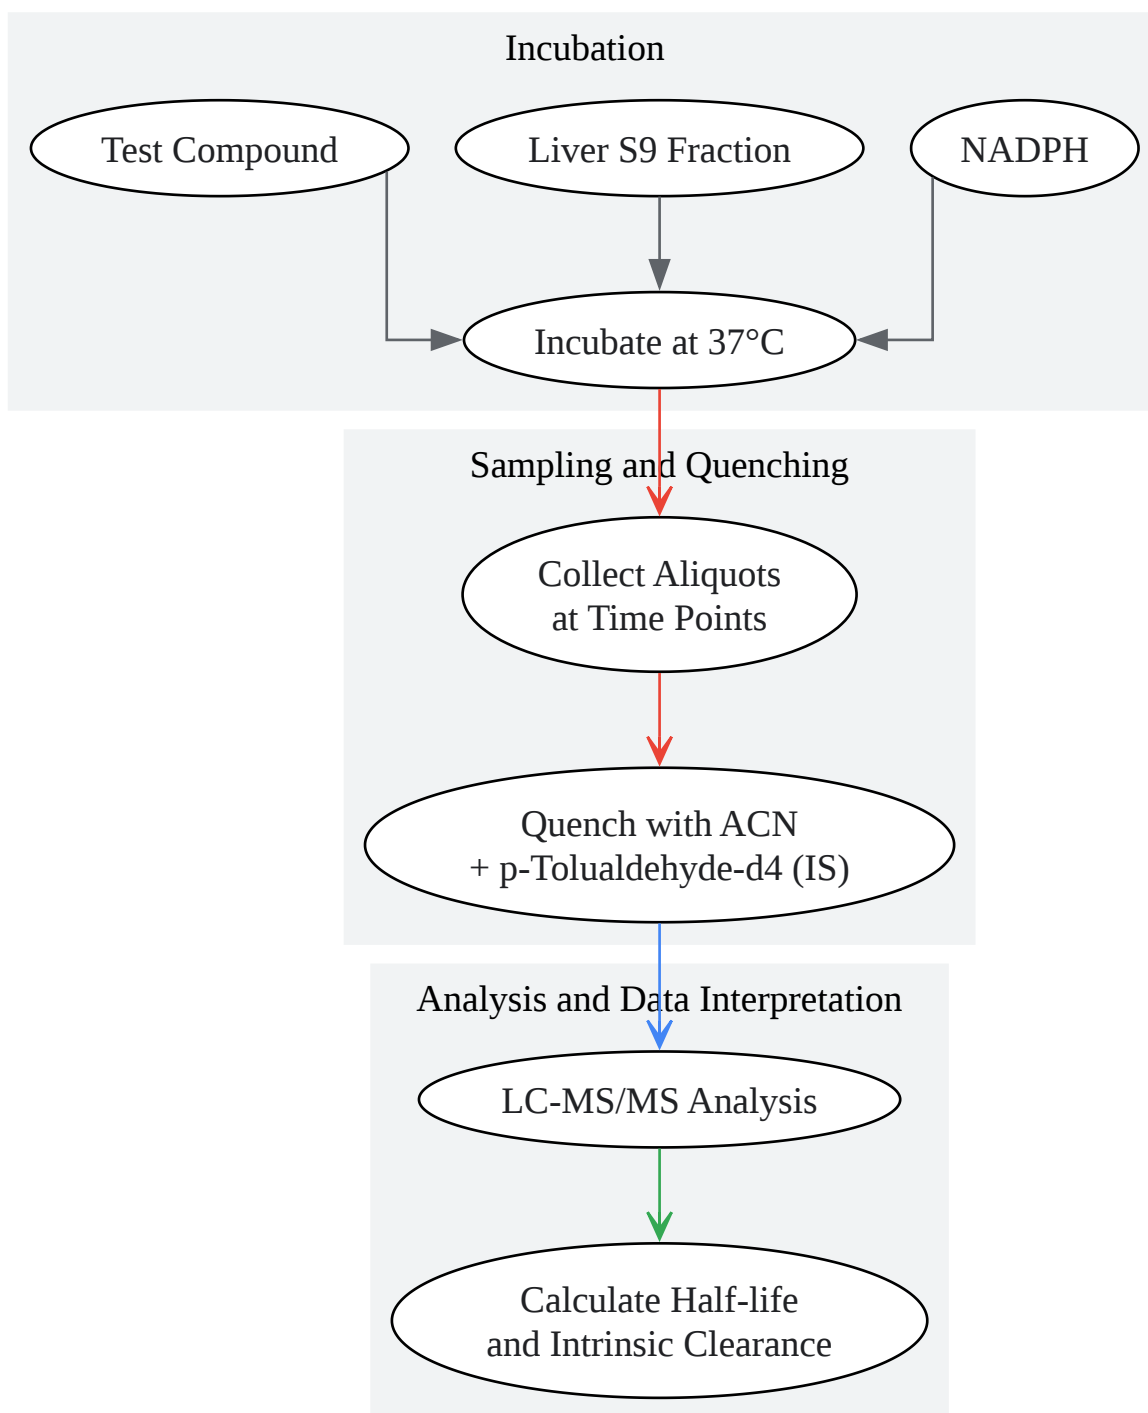 Incubation
Test Compound
Liver S9 Fraction
NADPH
Incubate at 37°C
Sampling and Quenching
Collect Aliquots
at Time Points
Quench with ACN
+ p-Tolualdehyde-d4 (IS)
Analysis and Data Interpretation
LC-MS/MS Analysis
Calculate Half-life
and Intrinsic Clearance